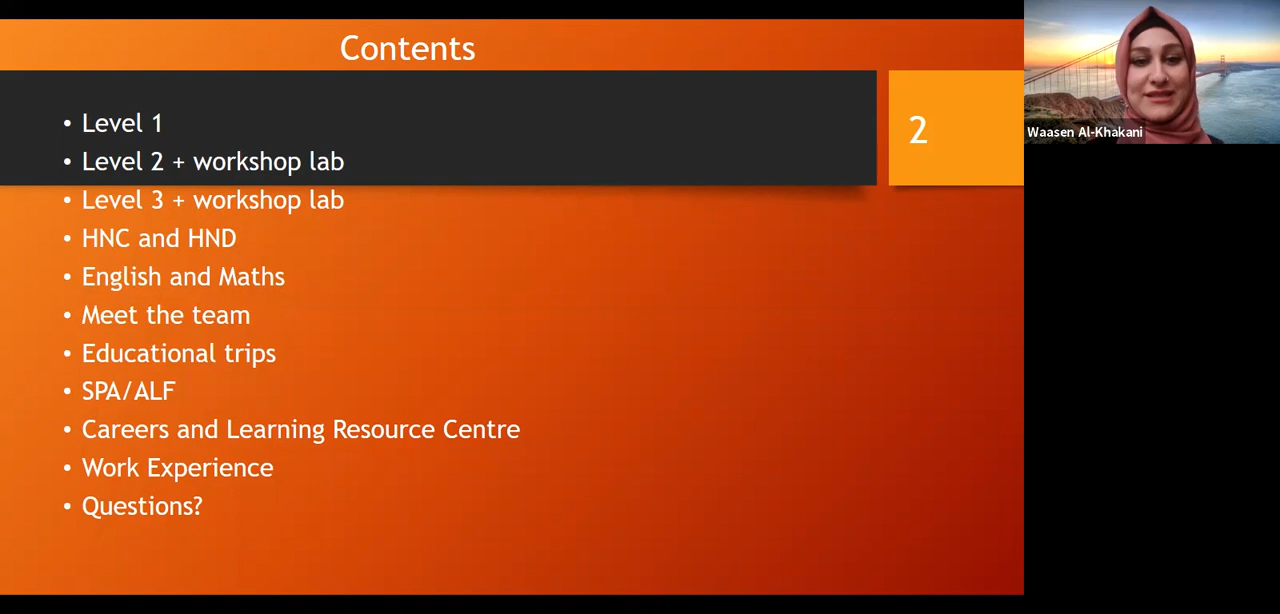 Contents
• Level 1
• Level 2 + workshop lab
• Level 3 + workshop lab
• HNC and HND
• English and Maths
• Meet the team
• Educational trips
• SPA/ALF
• Careers and Learning Resource Centre
• Work Experience
• Questions?
2
Waasen Al-Khakani